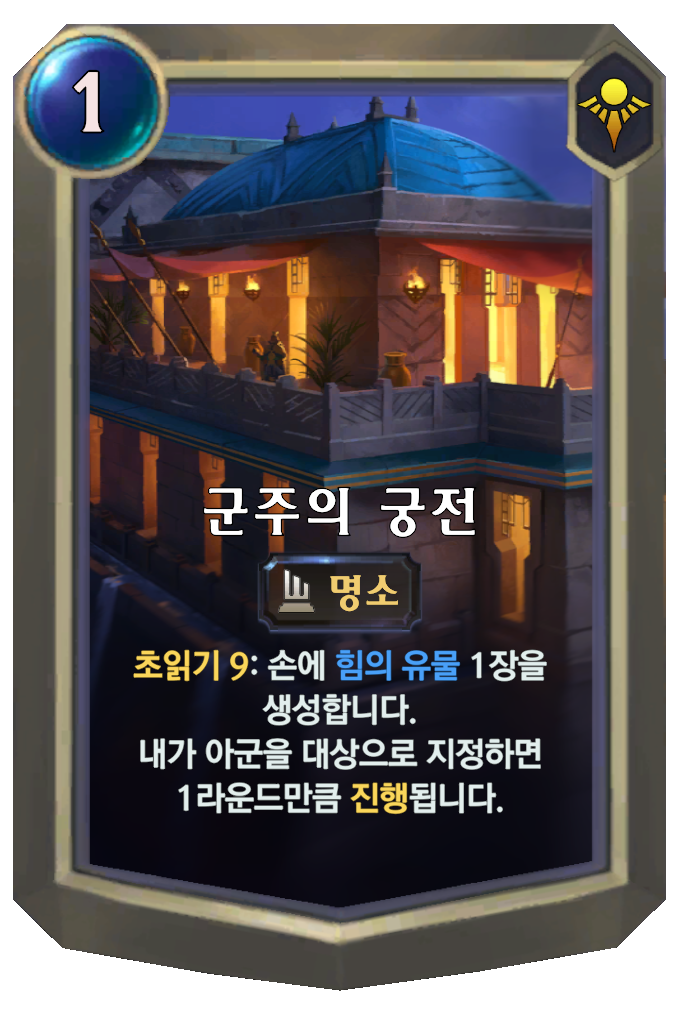 1
군주의 궁전
명소
초읽기 9: 손에 힘의 유물 1장을
생성합니다.
내가 아군을 대상으로 지정하면
1라운드만큼 진행됩니다.